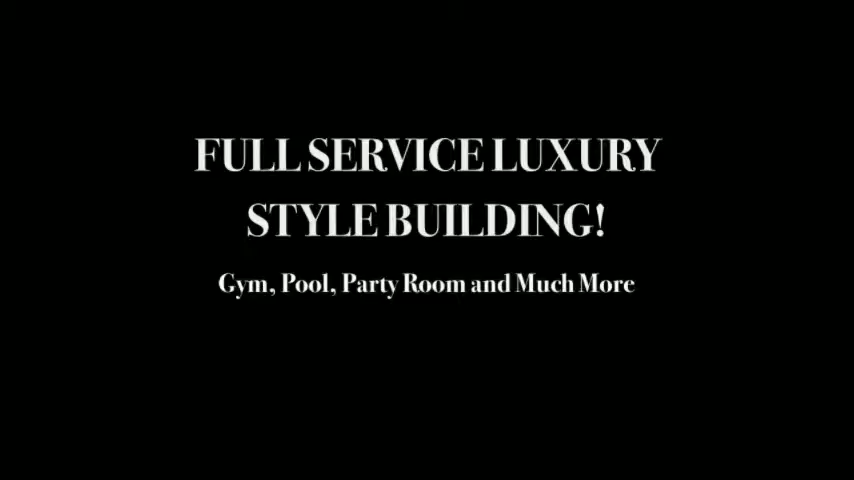 FULL SERVICE LUXURY
STYLE BUILDING!
Gym, Pool, Party Room and Much More